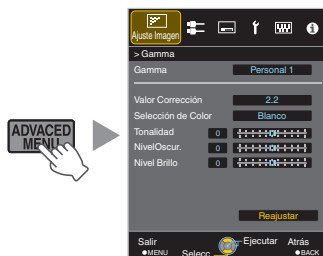 Ajuste Imagen
> Gamma
Gamma Personal 1
Valor Corrección 2.2
Selección de Color Blanco
Tonalidad 0
NivelOscur. 0
Nivel Brillo 0
ADVACED MENU
Reajustar
Salir Ejecutar Atrás
MENU Selecc BACK